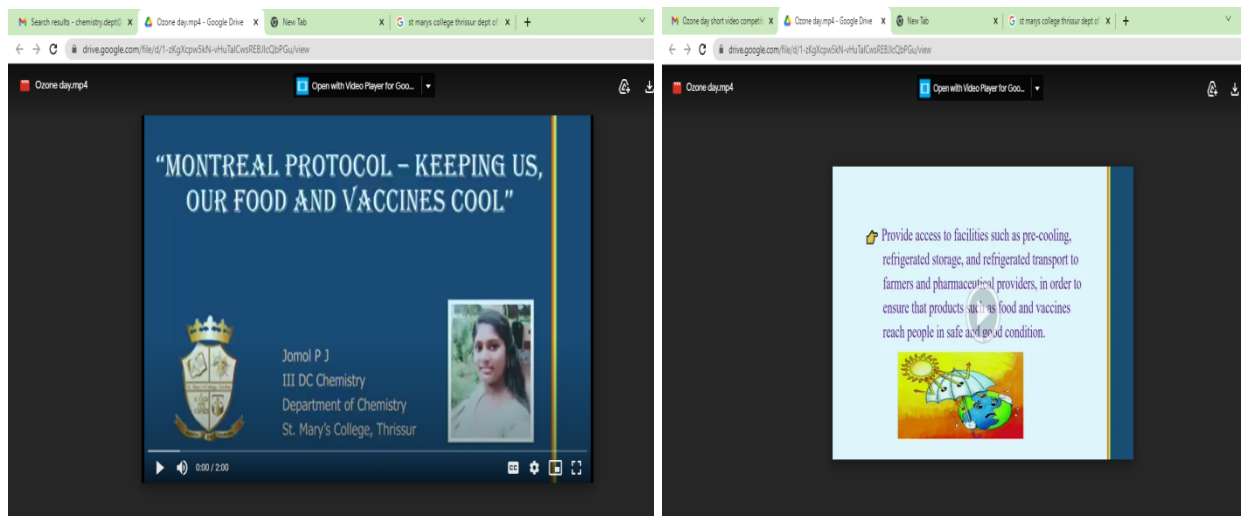 Search results - chemistry.dept@
Ozone day.mp4 - Google Drive
New Tab
st marys college thrissur dept of
drive.google.com/file/d/1-zKgXcpw5kN-vHuTalCwsREBJIcQbPGu/view
Ozone day.mp4
Open with Video Player for Goo...
“MONTREAL PROTOCOL – KEEPING US,
OUR FOOD AND VACCINES COOL”
Jomol P J
III DC Chemistry
Department of Chemistry
St. Mary's College, Thrissur
0:00 / 2:00
CC
Ozone day short video competiti
Ozone day.mp4 - Google Drive
New Tab
st marys college thrissur dept of
drive.google.com/file/d/1-zKgXcpw5kN-vHuTalCwsREBJIcQbPGu/view
Ozone day.mp4
Open with Video Player for Goo...
Provide access to facilities such as pre-cooling,
refrigerated storage, and refrigerated transport to
farmers and pharmaceutical providers, in order to
ensure that products such as food and vaccines
reach people in safe and good condition.